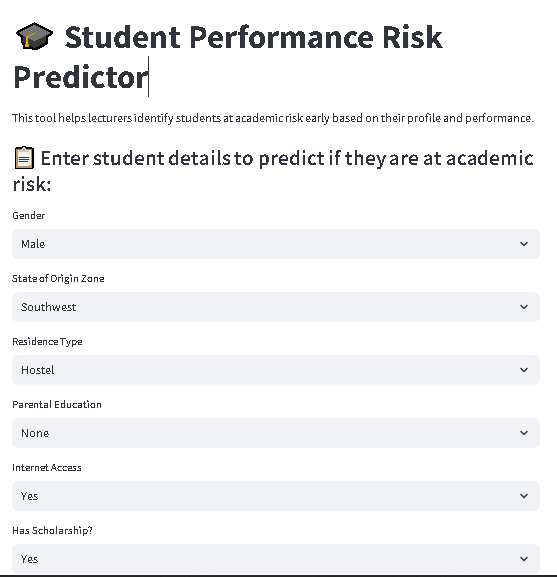 🎓 Student Performance Risk
Predictor
This tool helps lecturers identify students at academic risk early based on their profile and performance.
📋 Enter student details to predict if they are at academic
risk:
Gender
Male
State of Origin Zone
Southwest
Residence Type
Hostel
Parental Education
None
Internet Access
Yes
Has Scholarship?
Yes